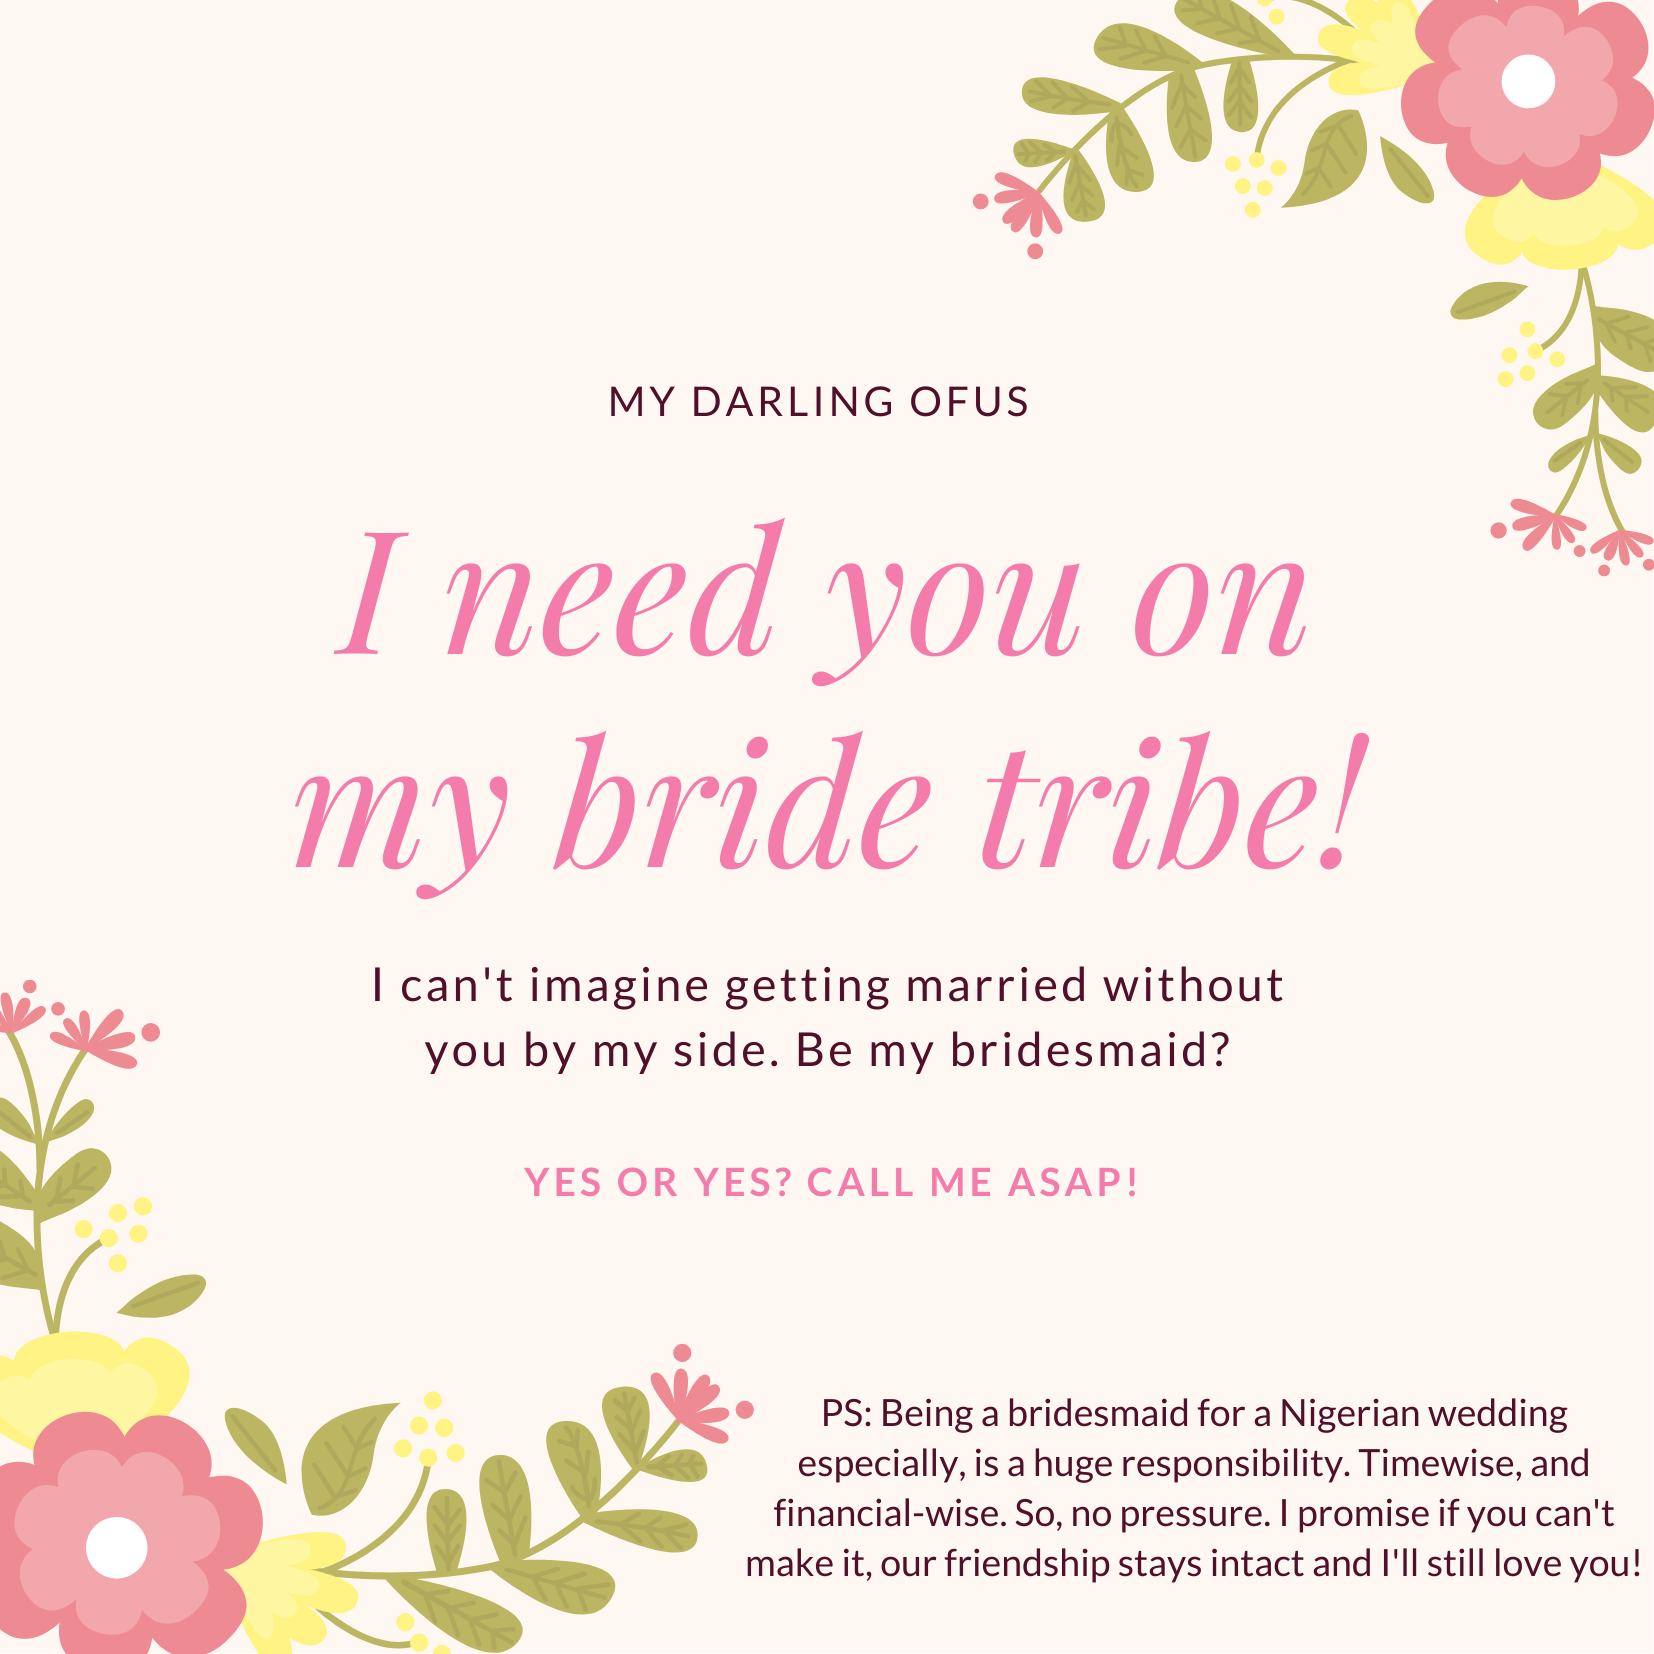 MY DARLING OFUS
I need you on
my bride tribe!
I can't imagine getting married without
you by my side. Be my bridesmaid?
YES OR YES? CALL ME ASAP!
PS: Being a bridesmaid for a Nigerian wedding
especially, is a huge responsibility. Timewise, and
financial-wise. So, no pressure. I promise if you can't
make it, our friendship stays intact and I'll still love you!